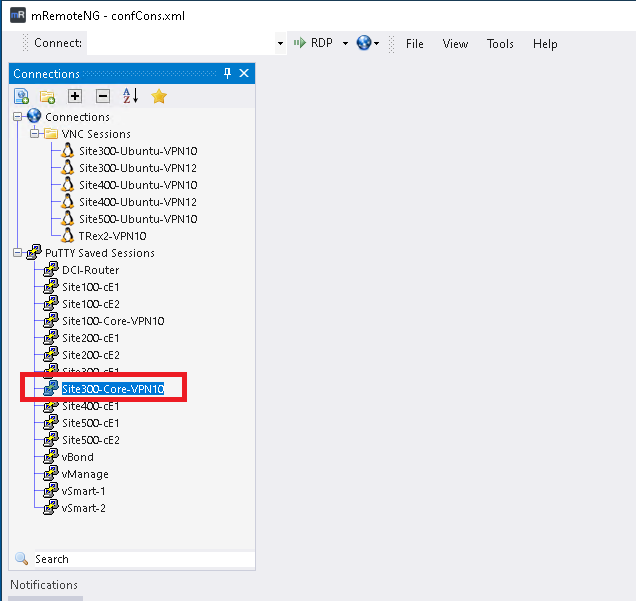 mR mRemoteNG - confCons.xml
Connect: RDP File View Tools Help
Connections
A Z
Connections
VNC Sessions
Site300-Ubuntu-VPN10
Site300-Ubuntu-VPN12
Site400-Ubuntu-VPN10
Site400-Ubuntu-VPN12
Site500-Ubuntu-VPN10
TRex2-VPN10
PuTTY Saved Sessions
DCI-Router
Site100-cE1
Site100-cE2
Site100-Core-VPN10
Site200-cE1
Site200-cE2
Site300-cE1
Site300-Core-VPN10
Site400-cE1
Site500-cE1
Site500-cE2
vBond
vManage
vSmart-1
vSmart-2
Search
Notifications